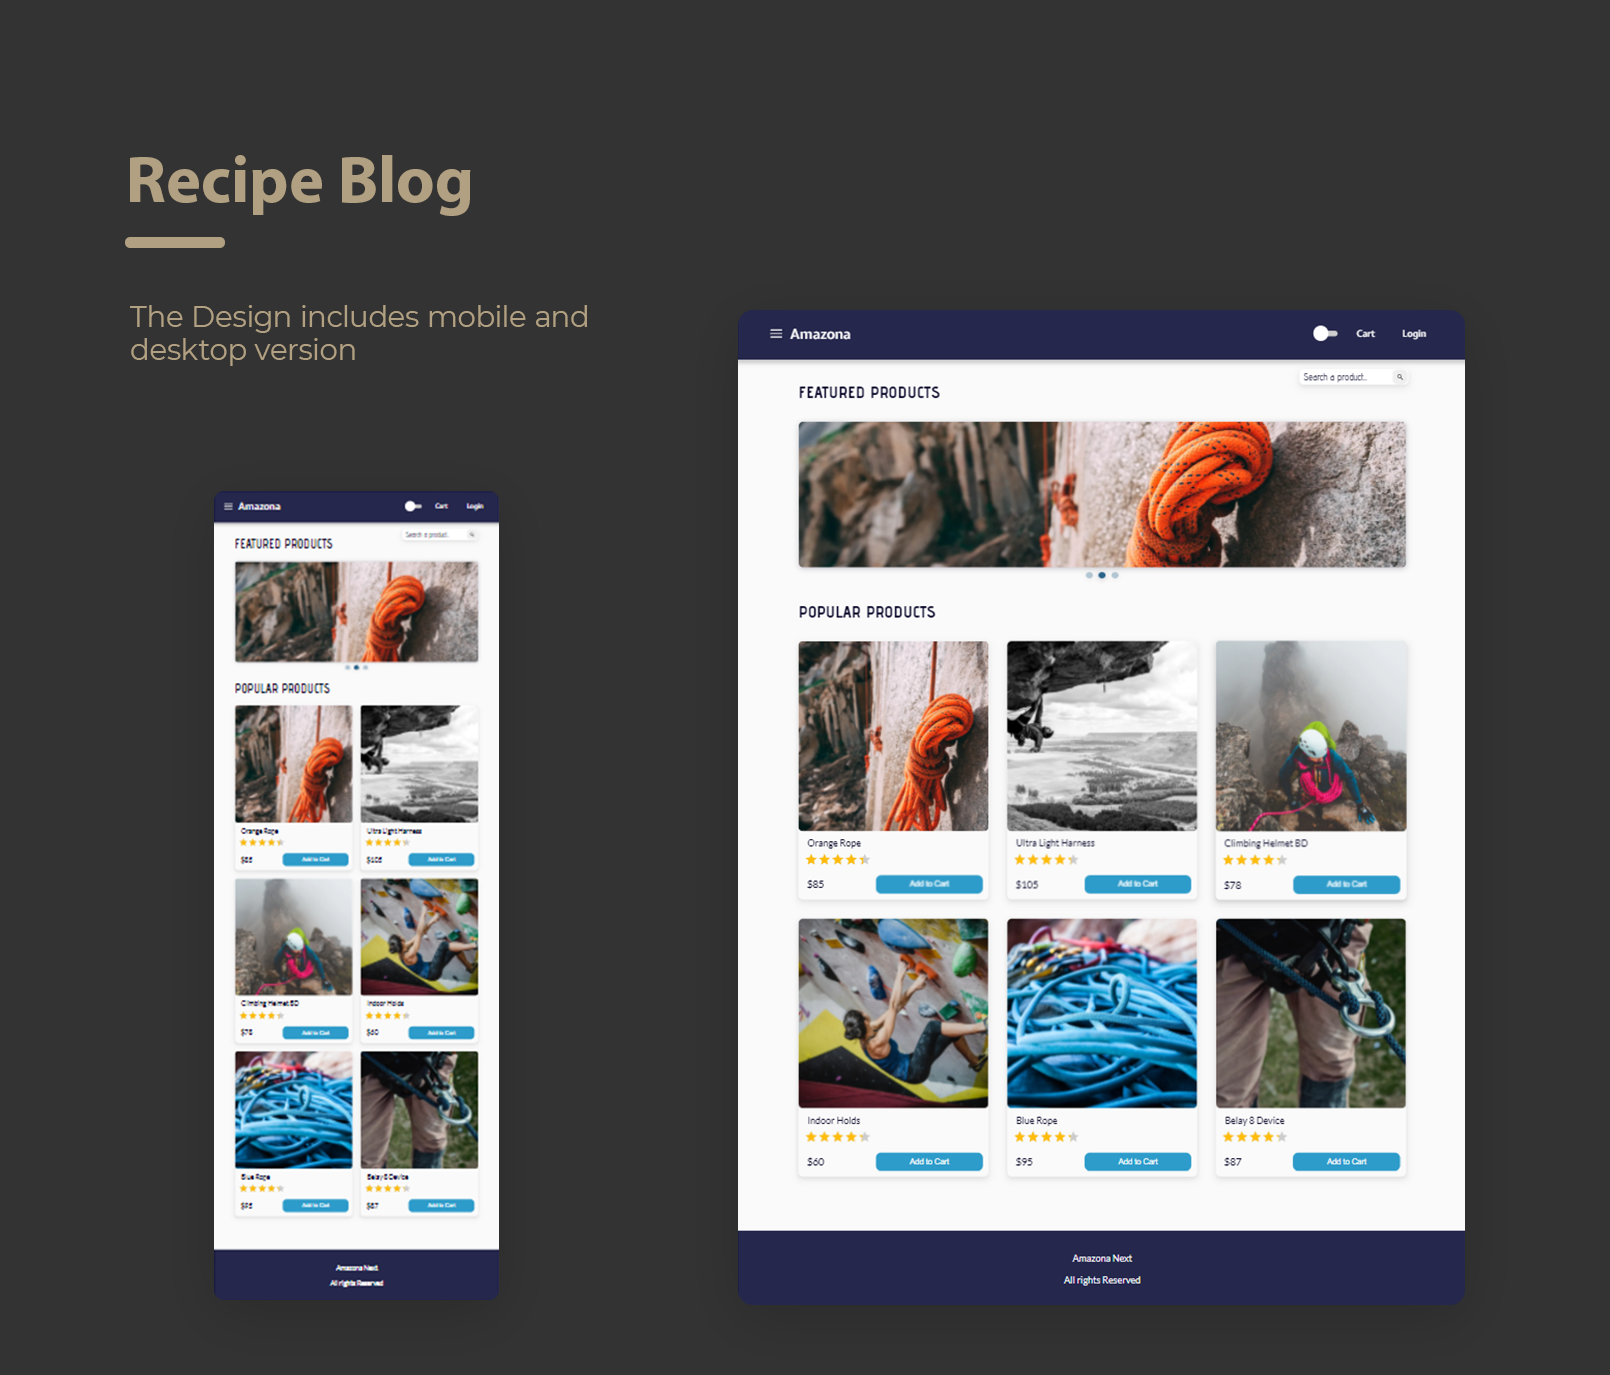 Recipe Blog
The Design includes mobile and
desktop version
Amazona
Cart
Login
Search a product..
FEATURED PRODUCTS
POPULAR PRODUCTS
Orange Rope
Ultra Light Harness
$85
Add to Cart
$105
Add to Cart
Climbing Helmet BD
Indoor Holds
$78
Add to Cart
$60
Add to Cart
Blue Rope
Belay 8 Device
$95
Add to Cart
$87
Add to Cart
Amazona Next
All rights Reserved
Amazona
Cart
Login
Search a product..
FEATURED PRODUCTS
POPULAR PRODUCTS
Orange Rope
Ultra Light Harness
Climbing Helmet BD
$85
Add to Cart
$105
Add to Cart
$78
Add to Cart
Indoor Holds
Blue Rope
Belay 8 Device
$60
Add to Cart
$95
Add to Cart
$87
Add to Cart
Amazona Next
All rights Reserved